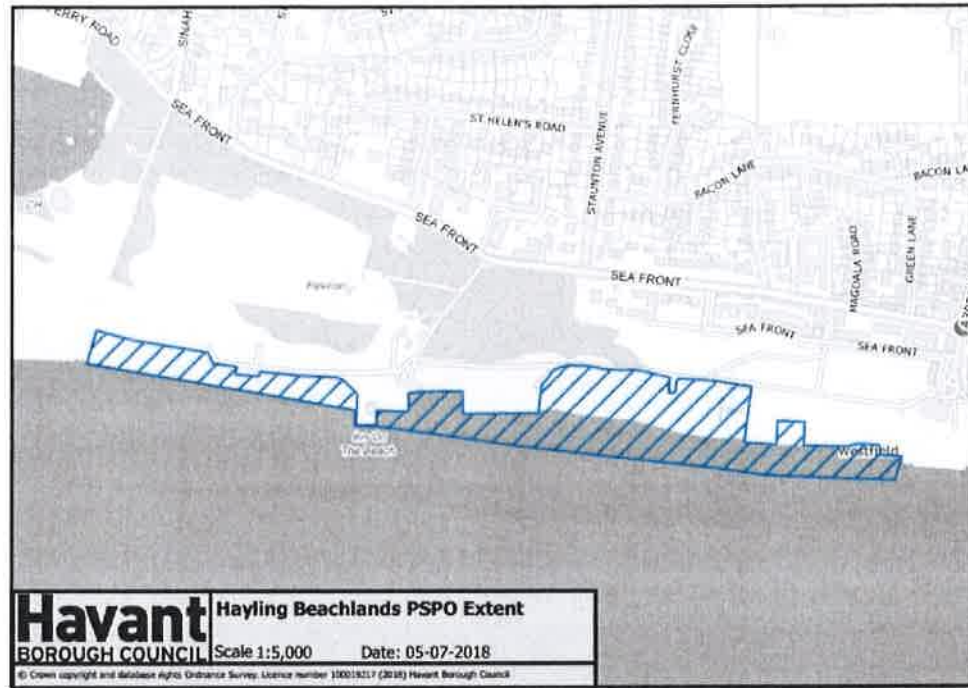 FERRY ROAD
SINAH
S
S
SEA FRONT
ST HELEN'S ROAD
STAUNTON AVENUE
FERNHURST CLOSE
BACON LANE
BACON LA
SEA FRONT
SEA FRONT
MAGDALA ROAD
GREEN LANE
SEA FRONT
SEA FRONT
The Beach
Westfield
Havant
BOROUGH COUNCIL
Hayling Beachlands PSPO Extent
Scale 1:5,000 Date: 05-07-2018
© Crown copyright and database rights Ordnance Survey. Licence number 100019217 (2018) Havant Borough Council